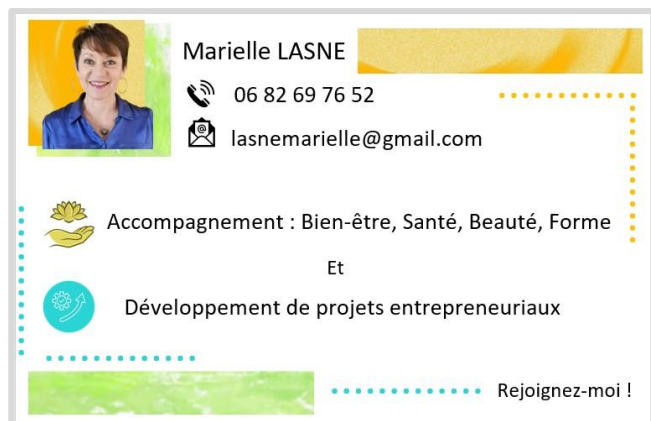 Marielle LASNE
06 82 69 76 52
lasnemarielle@gmail.com
Accompagnement : Bien-être, Santé, Beauté, Forme
Et
Développement de projets entrepreneuriaux
Rejoignez-moi !